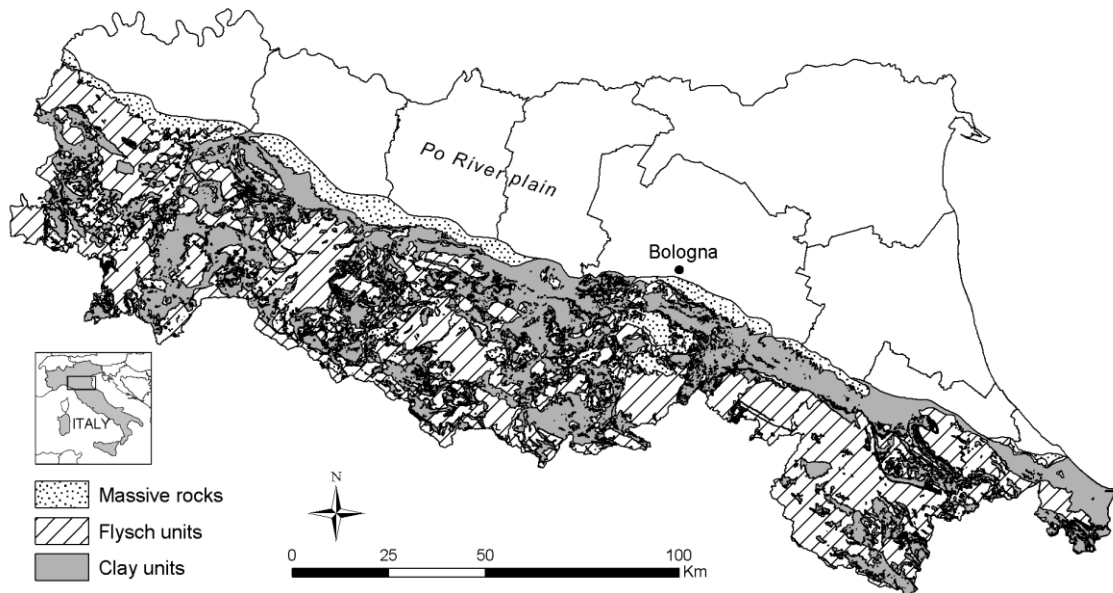 Po River plain
Bologna
ITALY
Massive rocks
Flysch units
Clay units
N
0 25 50 100
Km